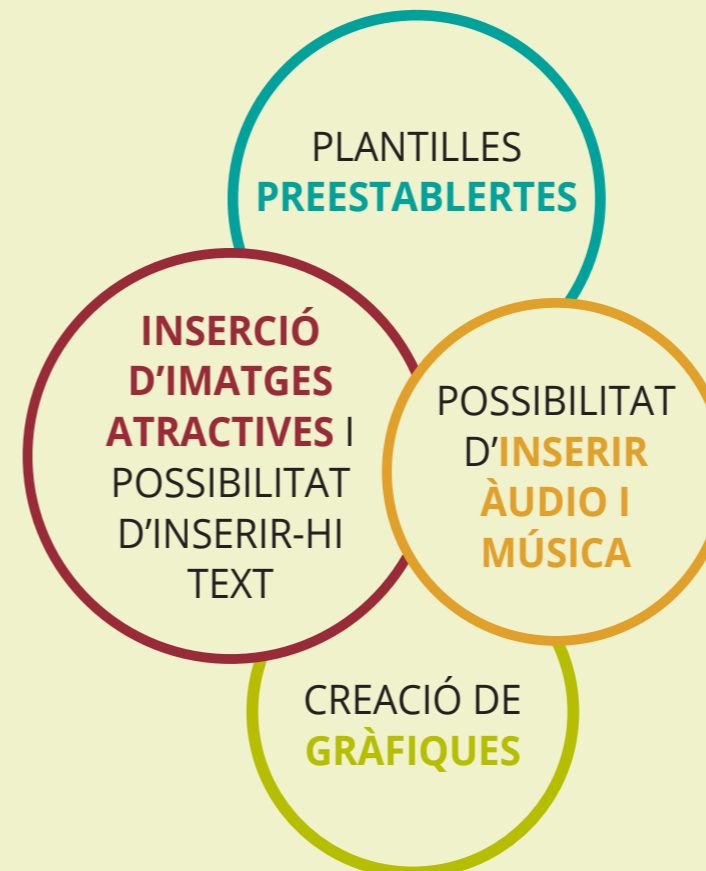 PLANTILLES
PREESTABLERTES
INSERCIÓ
D'IMATGES
ATRACTIVES I
POSSIBILITAT
D'INSERIR-HI
TEXT
POSSIBILITAT
D'INSERIR
ÀUDIO I
MÚSICA
CREACIÓ DE
GRÀFIQUES